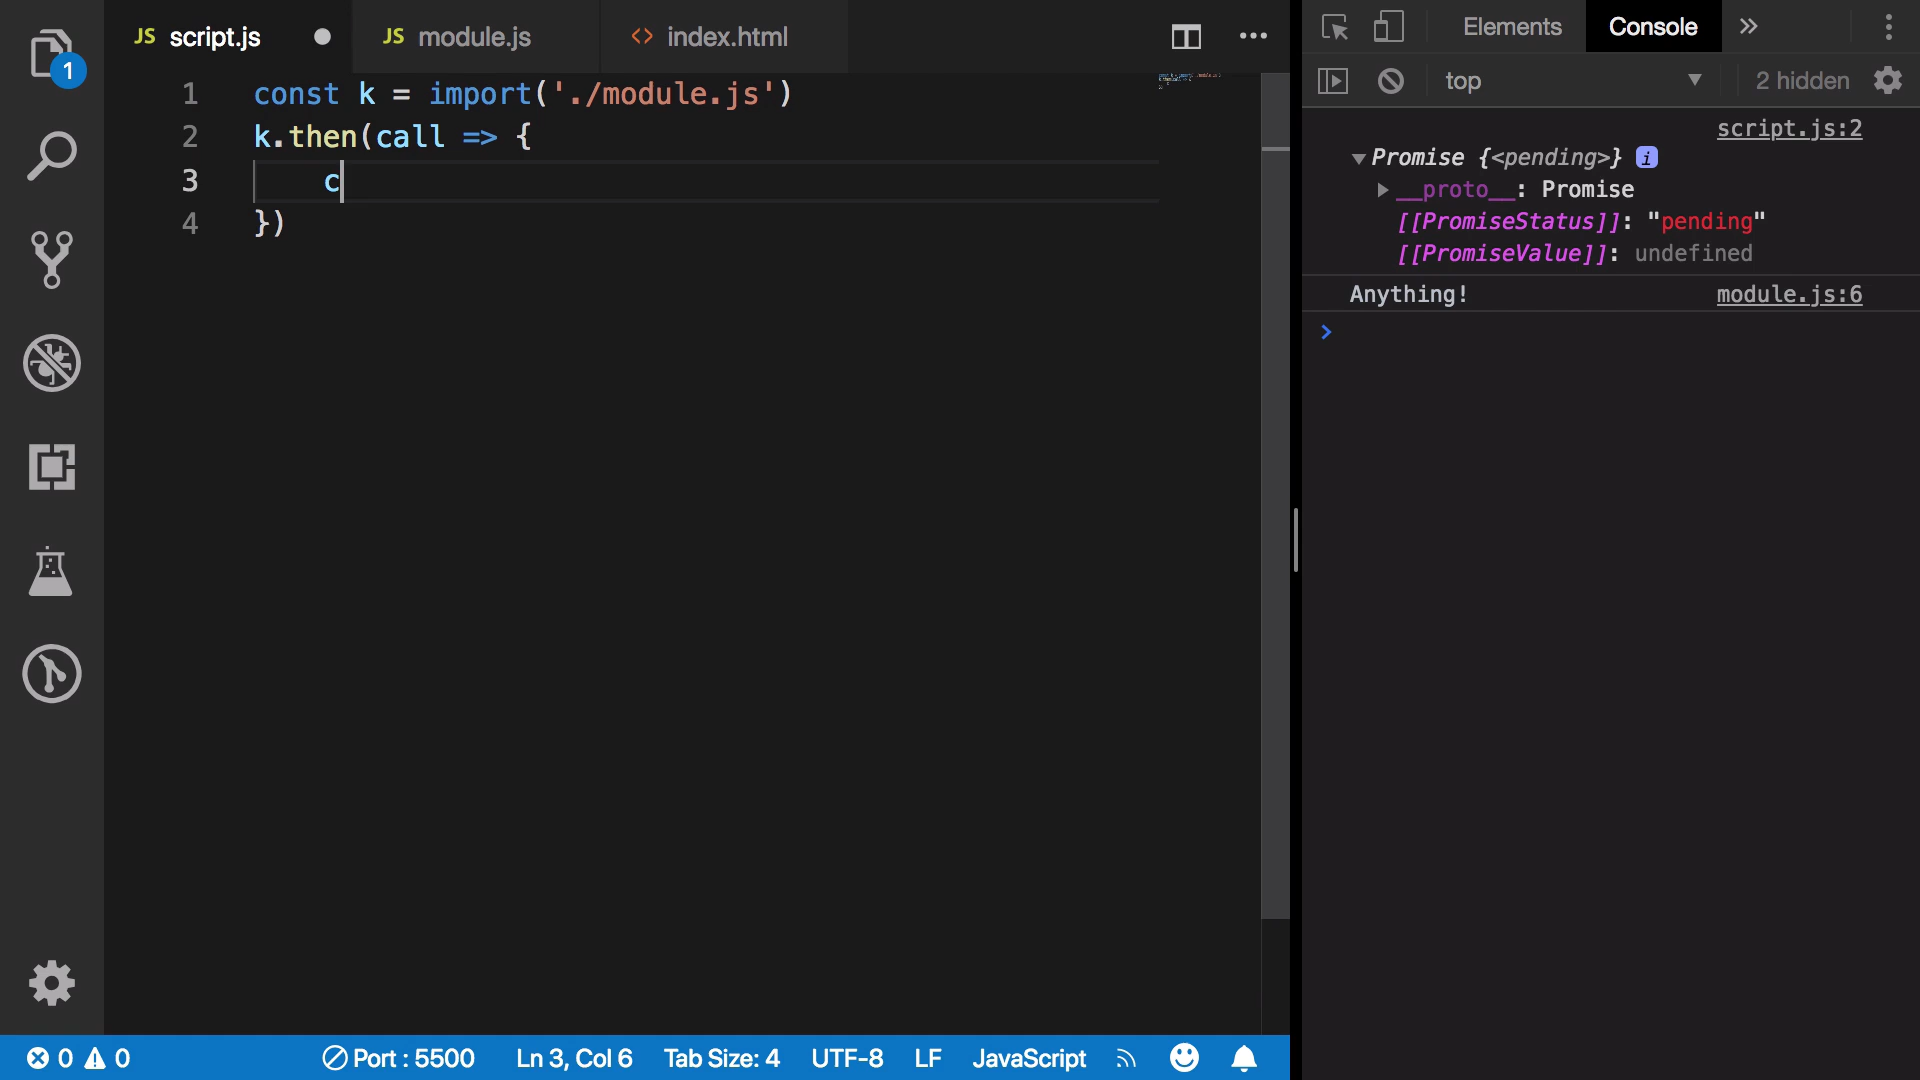 JS script.js
JS module.js
<> index.html
1
1 const k = import('./module.js')
2 k.then(call => {
3 c
4 })
Elements
Console
top
2 hidden
script.js:2
Promise {<pending>} i
__proto__: Promise
[[PromiseStatus]]: "pending"
[[PromiseValue]]: undefined
Anything! module.js:6
0 0
Port : 5500
Ln 3, Col 6
Tab Size: 4
UTF-8
LF
JavaScript